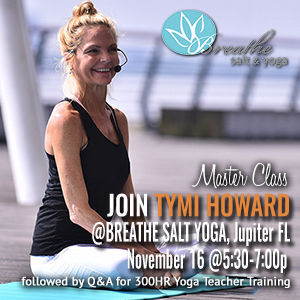 Breathe
salt & yoga
Master Class
JOIN TYMI HOWARD
@BREATHE SALT YOGA, Jupiter FL
November 16 @5:30-7:00p
followed by Q&A for 300HR Yoga Teacher Training